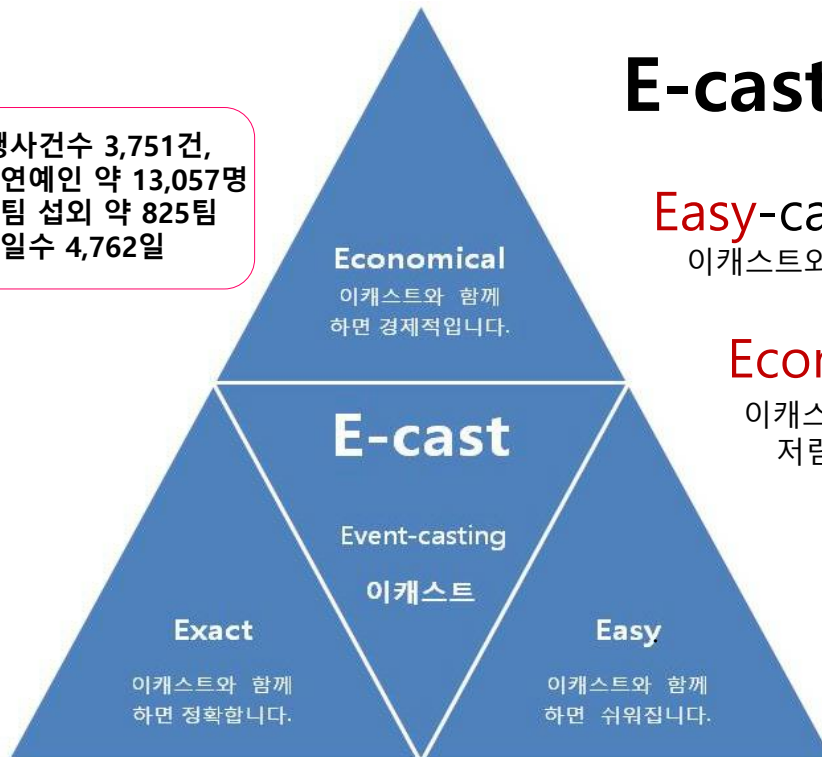 행사건수 3,751건,
연예인 약 13,057명
팀 섭외 약 825팀
일수 4,762일
E-cast
Easy-ca
이캐스트와
Econ
이캐스
저렴
Economical
이캐스트와 함께
하면 경제적입니다.
E-cast
Event-casting
이캐스트
Exact
이캐스트와 함께
하면 정확합니다.
Easy.
이캐스트와 함께
하면 쉬워집니다.